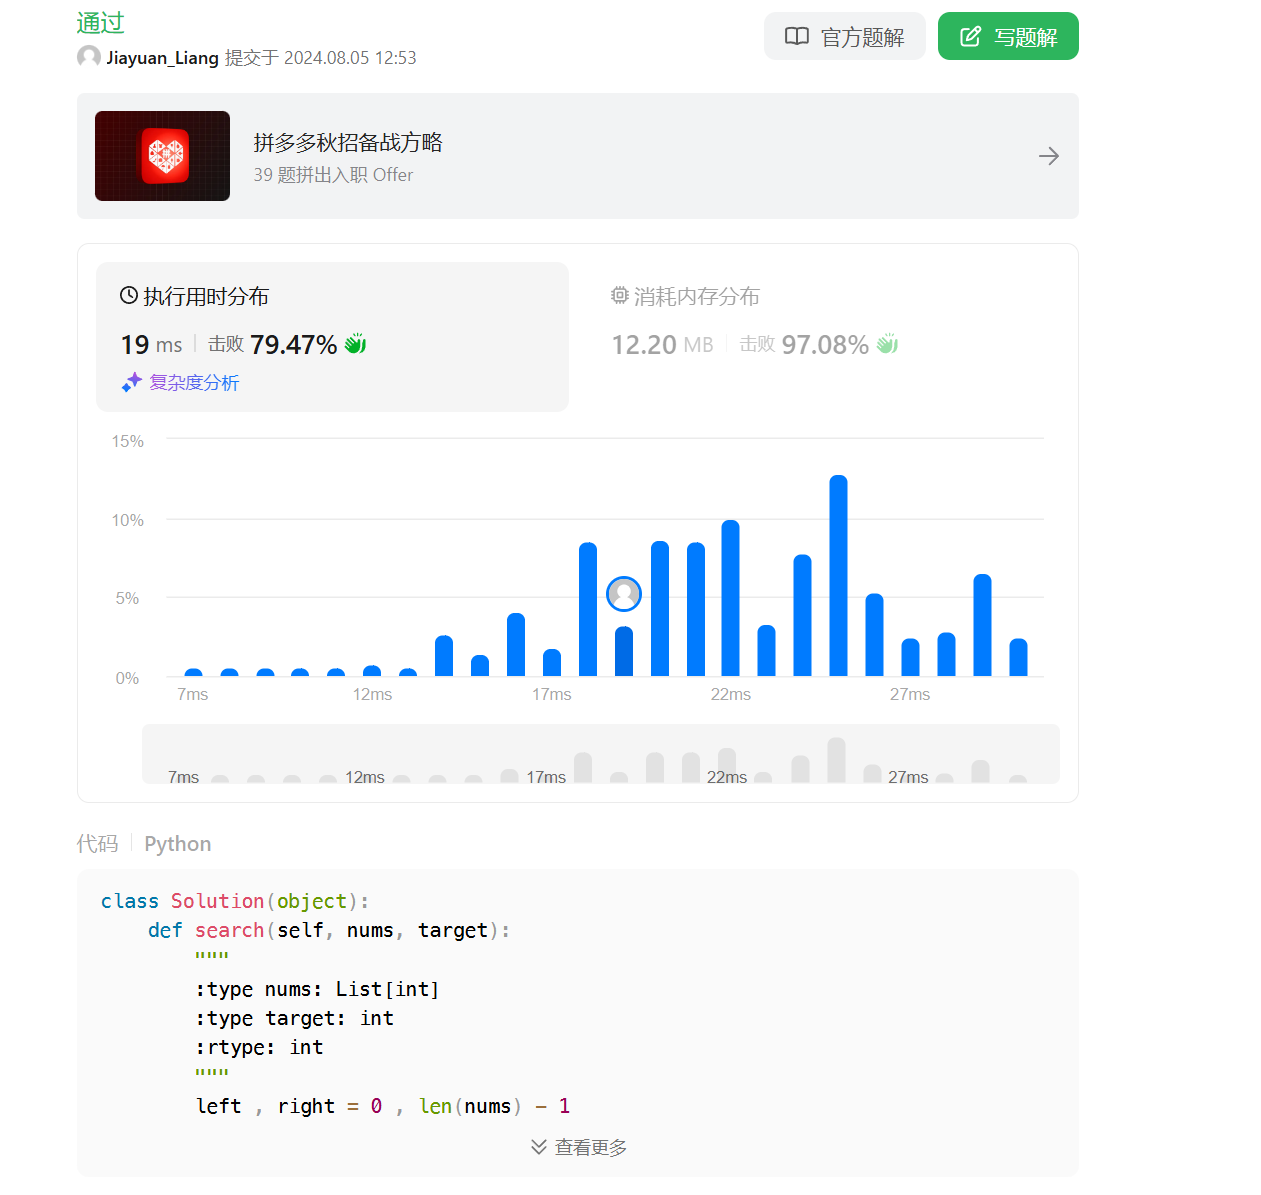 通过
Jiayuan_Liang 提交于 2024.08.05 12:53
官方题解
写题解
拼多多秋招备战方略
39 题拼出入职 Offer
执行用时分布
19 ms 击败 79.47%
复杂度分析
消耗内存分布
12.20 MB 击败 97.08%
15%
10%
5%
0%
7ms 12ms 17ms 22ms 27ms
7ms 12ms 17ms 22ms 27ms
代码 Python
class Solution(object):
    def search(self, nums, target):
        """
        :type nums: List[int]
        :type target: int
        :rtype: int
        """
        left , right = 0 , len(nums) - 1
查看更多